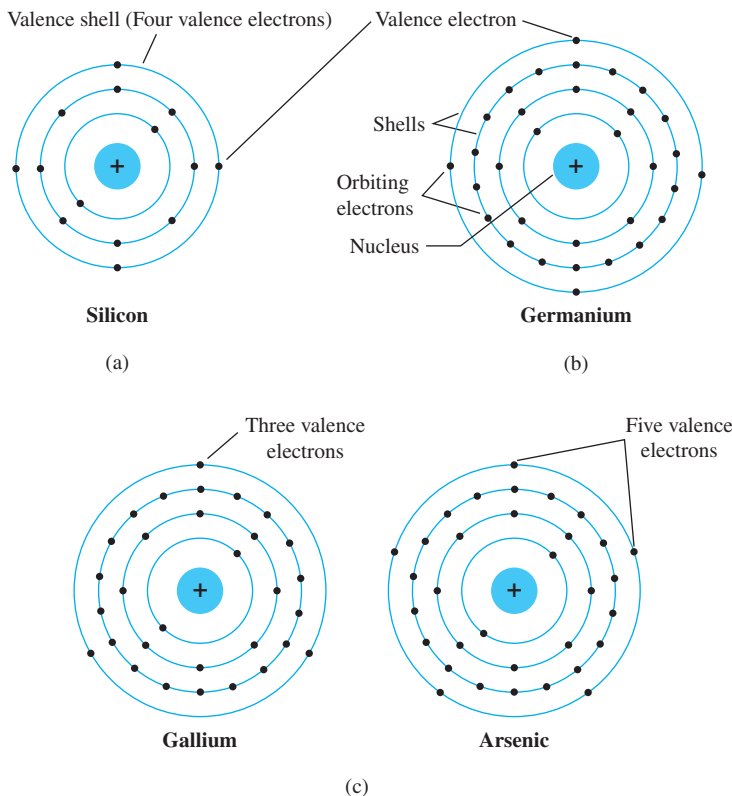 Valence shell (Four valence electrons)
Valence electron
+
Silicon
(a)
Shells
Orbiting
electrons
Nucleus
+
Germanium
(b)
Three valence
electrons
+
Gallium
Five valence
electrons
+
Arsenic
(c)